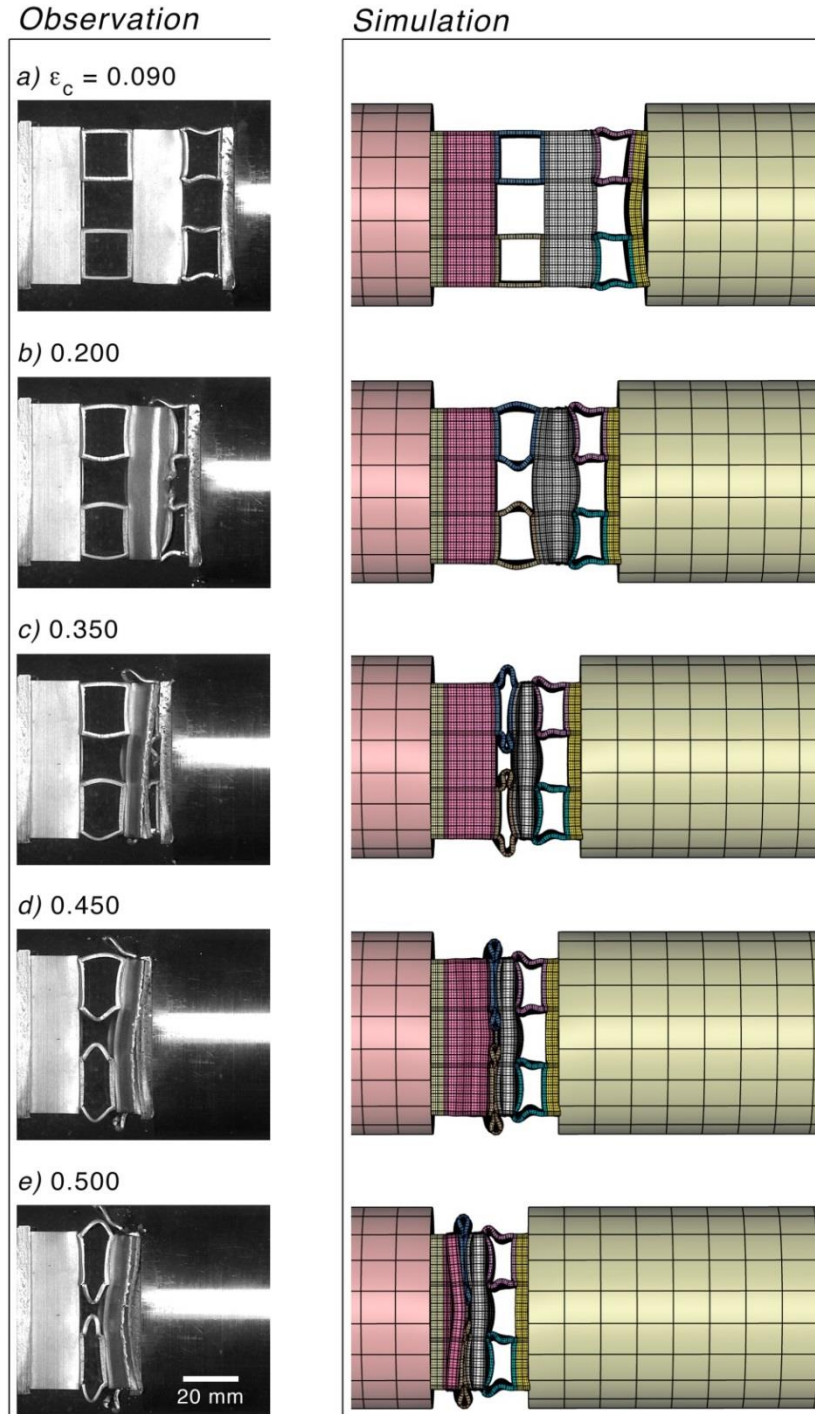 Observation
Simulation
a) ε_c = 0.090
b) 0.200
c) 0.350
d) 0.450
e) 0.500
20 mm